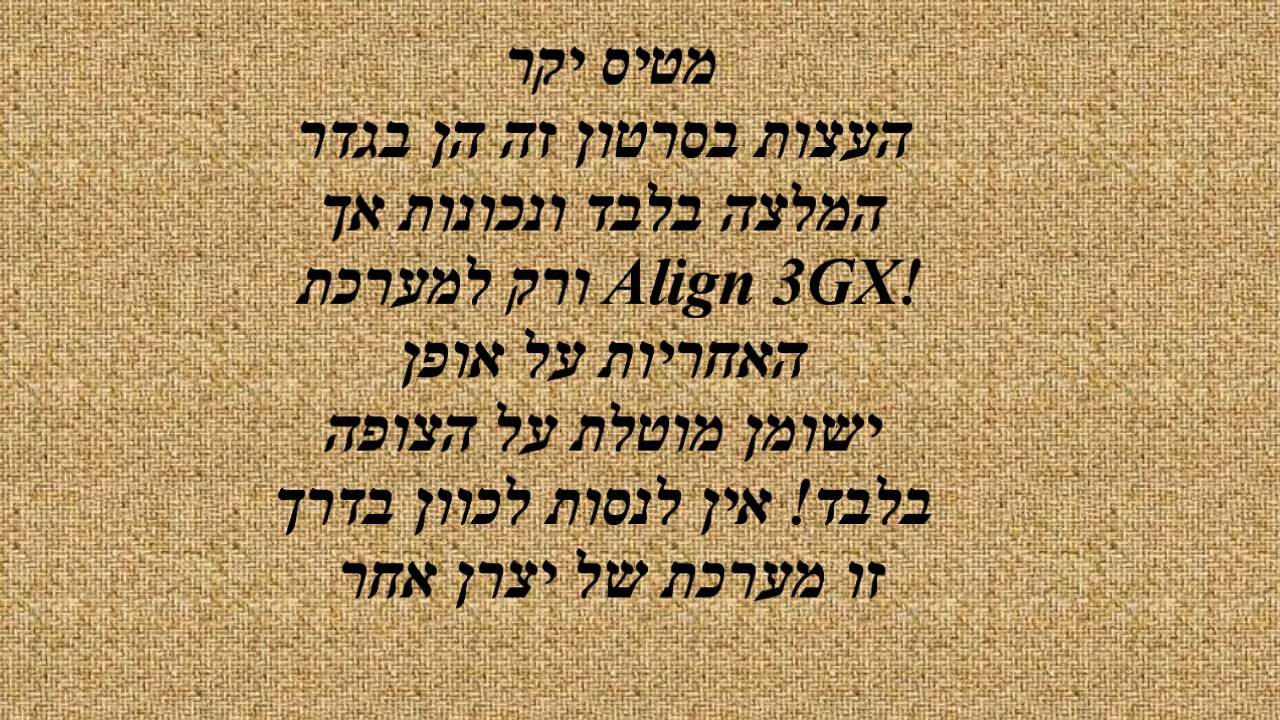 מטיס יקר
העצות בסרטון זה הן בגדר
המלצה בלבד ונכונות אך
ורק למערכת Align 3GX!
האחריות על אופן
ישומן מוטלת על הצופה
בלבד! אין לנסות לכוון בדרך
זו מערכת של יצרן אחר